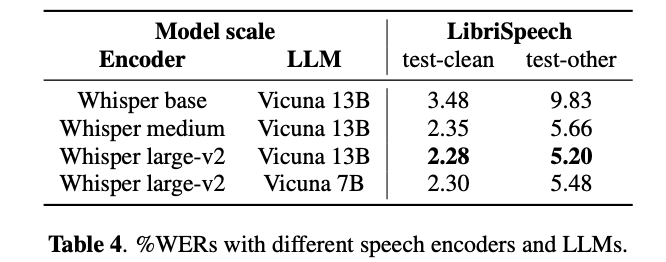 Model scale LibriSpeech
Encoder LLM test-clean test-other
Whisper base Vicuna 13B 3.48 9.83
Whisper medium Vicuna 13B 2.35 5.66
Whisper large-v2 Vicuna 13B 2.28 5.20
Whisper large-v2 Vicuna 7B 2.30 5.48
Table 4. %WERs with different speech encoders and LLMs.